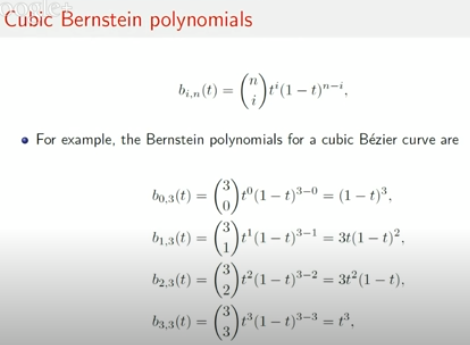 Cubic Bernstein polynomials
b_{i,n}(t) = \binom{n}{i} t^i (1 − t)^{n−i},
• For example, the Bernstein polynomials for a cubic Bézier curve are
b_{0,3}(t) = \binom{3}{0} t^0 (1 − t)^{3−0} = (1 − t)^3,
b_{1,3}(t) = \binom{3}{1} t^1 (1 − t)^{3−1} = 3t(1 − t)^2,
b_{2,3}(t) = \binom{3}{2} t^2 (1 − t)^{3−2} = 3t^2(1 − t),
b_{3,3}(t) = \binom{3}{3} t^3 (1 − t)^{3−3} = t^3,